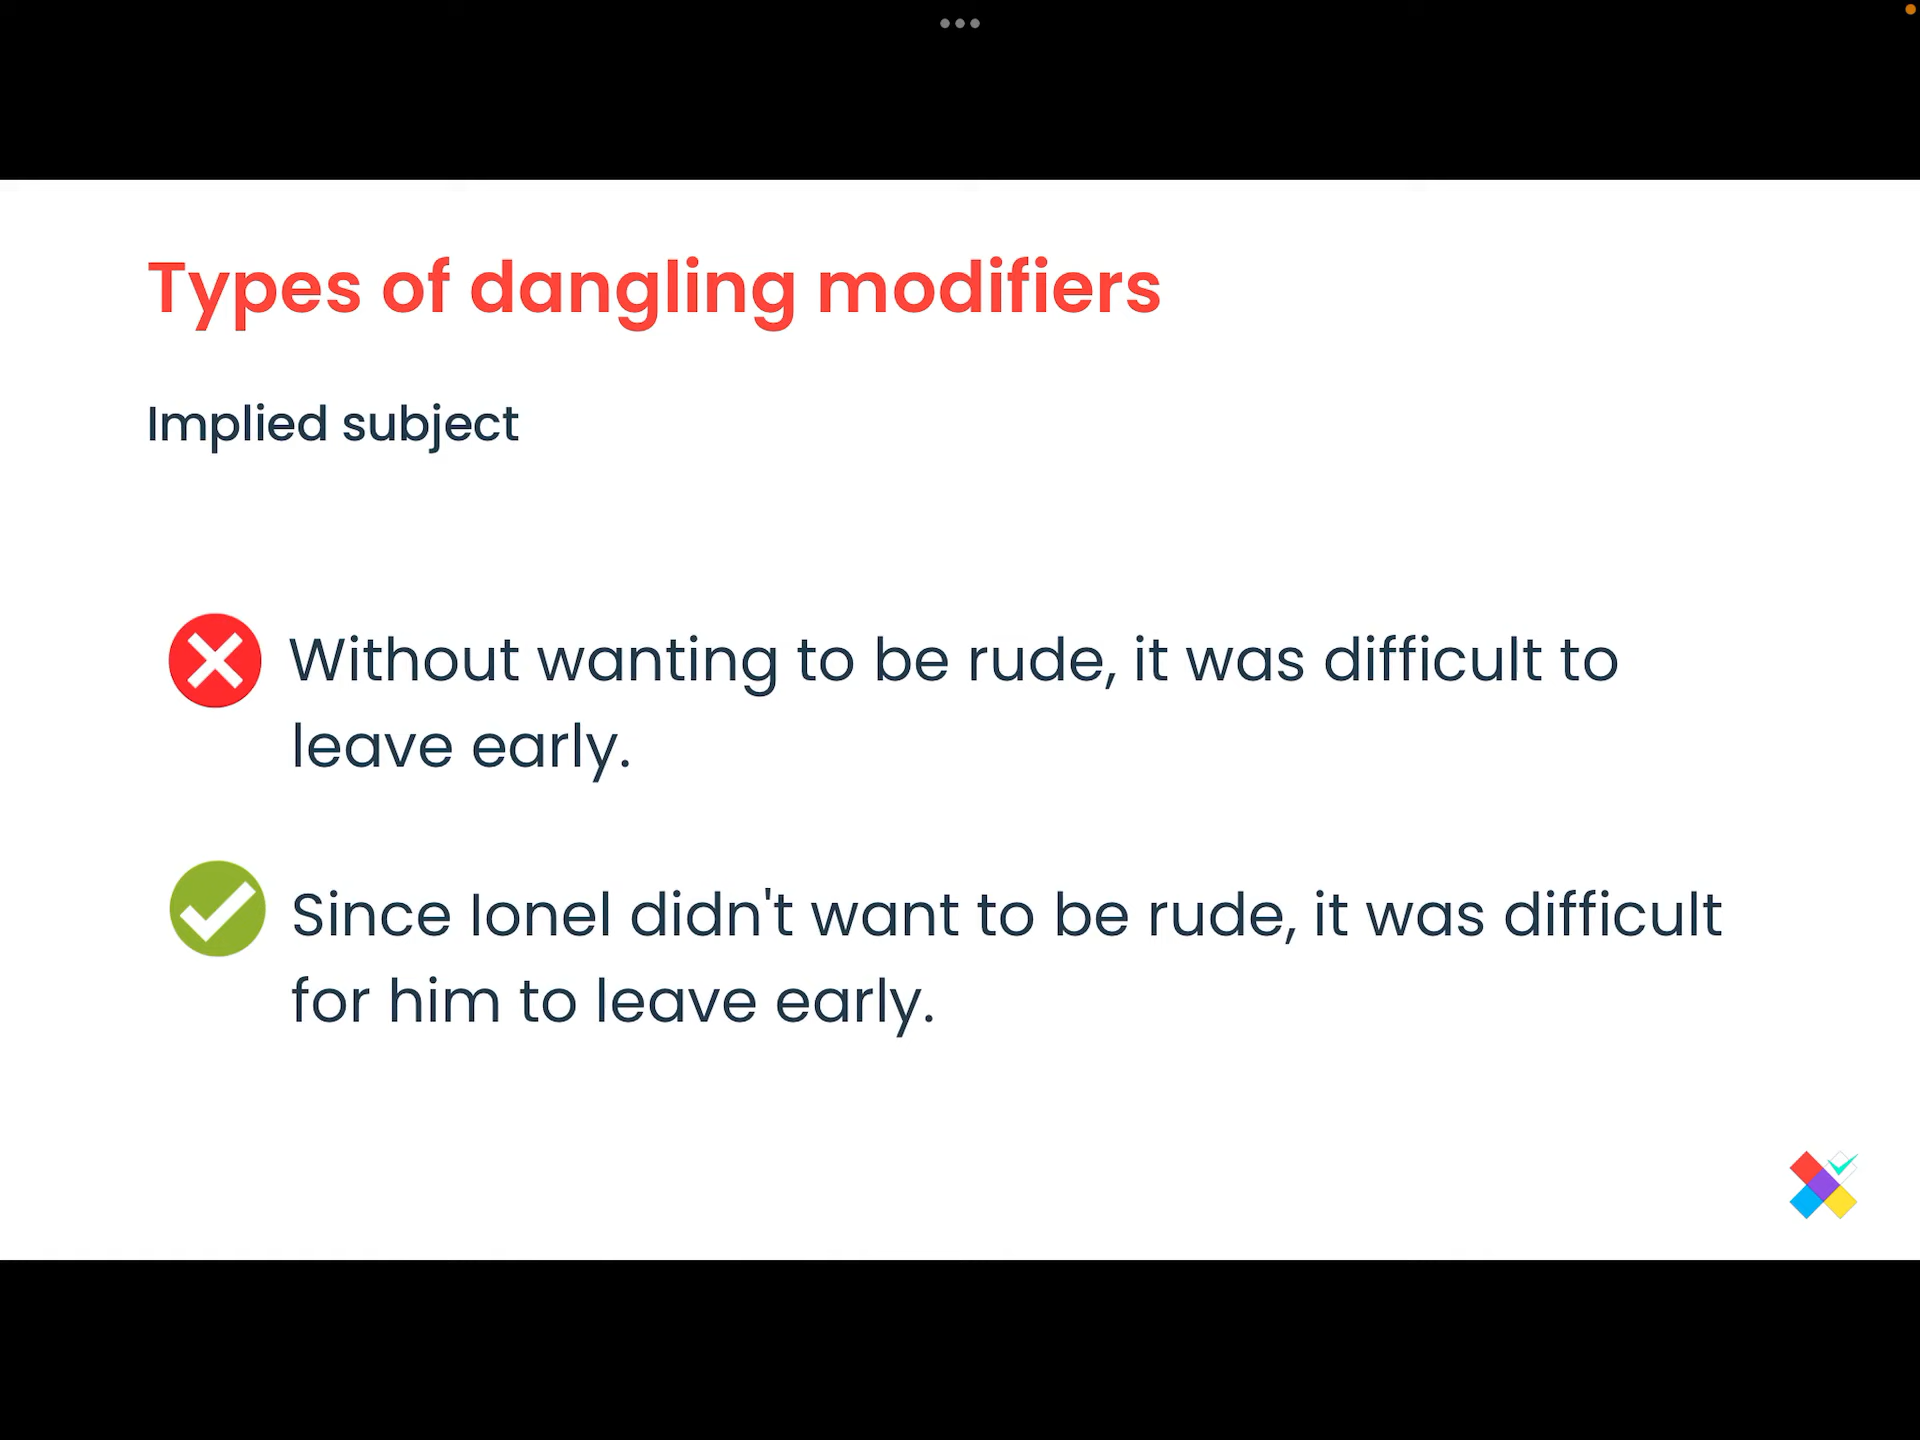 Types of dangling modifiers
Implied subject
Without wanting to be rude, it was difficult to
leave early.
Since Ionel didn't want to be rude, it was difficult
for him to leave early.